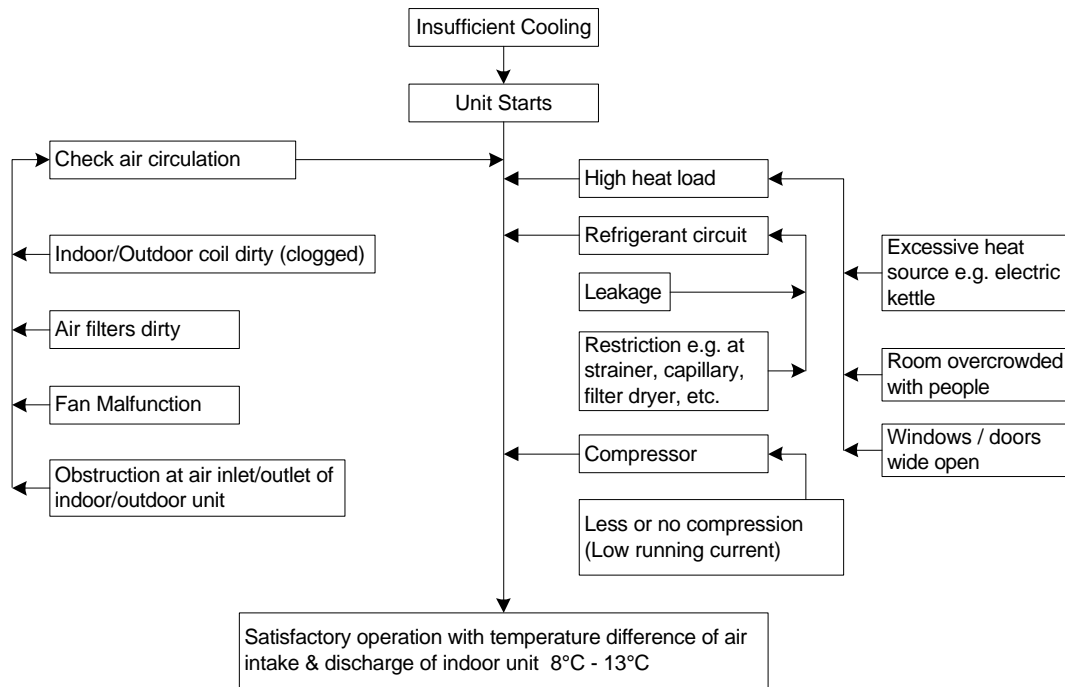 Insufficient Cooling
Unit Starts
Check air circulation
High heat load
Refrigerant circuit
Indoor/Outdoor coil dirty (clogged)
Excessive heat
source e.g. electric
kettle
Leakage
Air filters dirty
Restriction e.g. at
strainer, capillary,
filter dryer, etc.
Room overcrowded
with people
Fan Malfunction
Windows / doors
wide open
Compressor
Obstruction at air inlet/outlet of
indoor/outdoor unit
Less or no compression
(Low running current)
Satisfactory operation with temperature difference of air
intake & discharge of indoor unit  8°C - 13°C